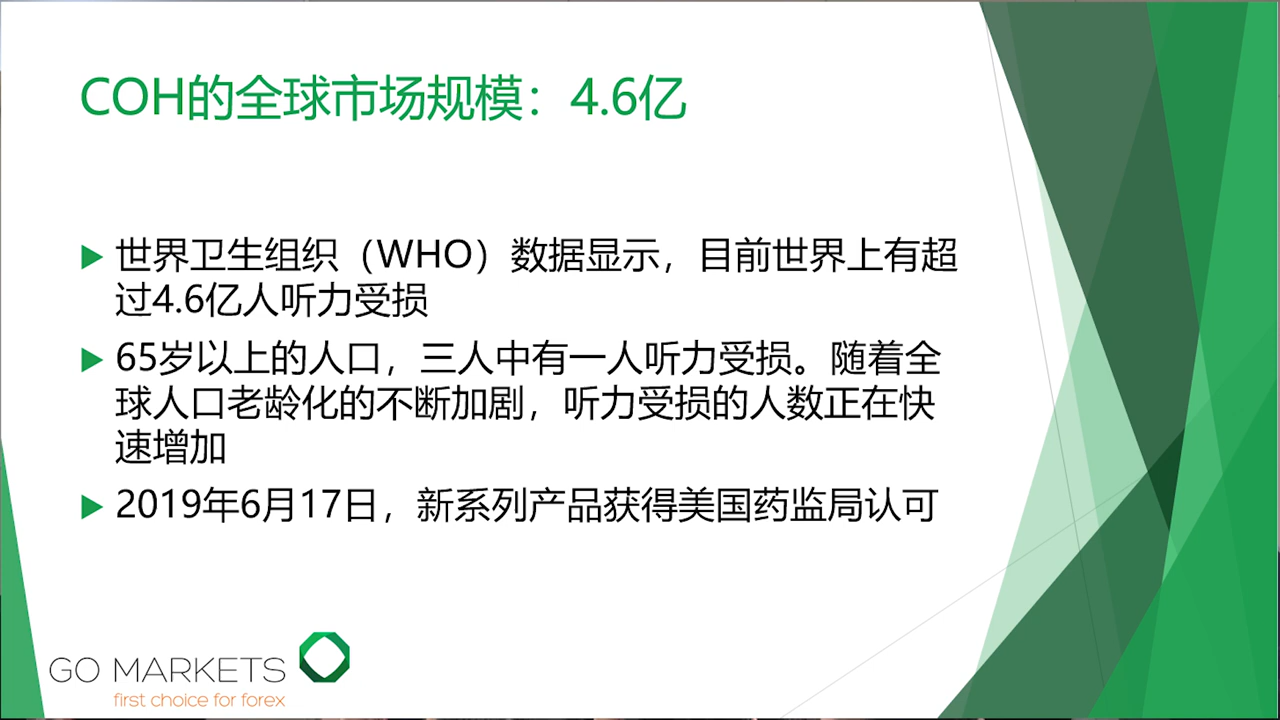 COH的全球市场规模：4.6亿
世界卫生组织（WHO）数据显示，目前世界上有超
过4.6亿人听力受损
65岁以上的人口，三人中有一人听力受损。随着全
球人口老龄化的不断加剧，听力受损的人数正在快
速增加
2019年6月17日，新系列产品获得美国药监局认可
GO MARKETS
first choice for forex